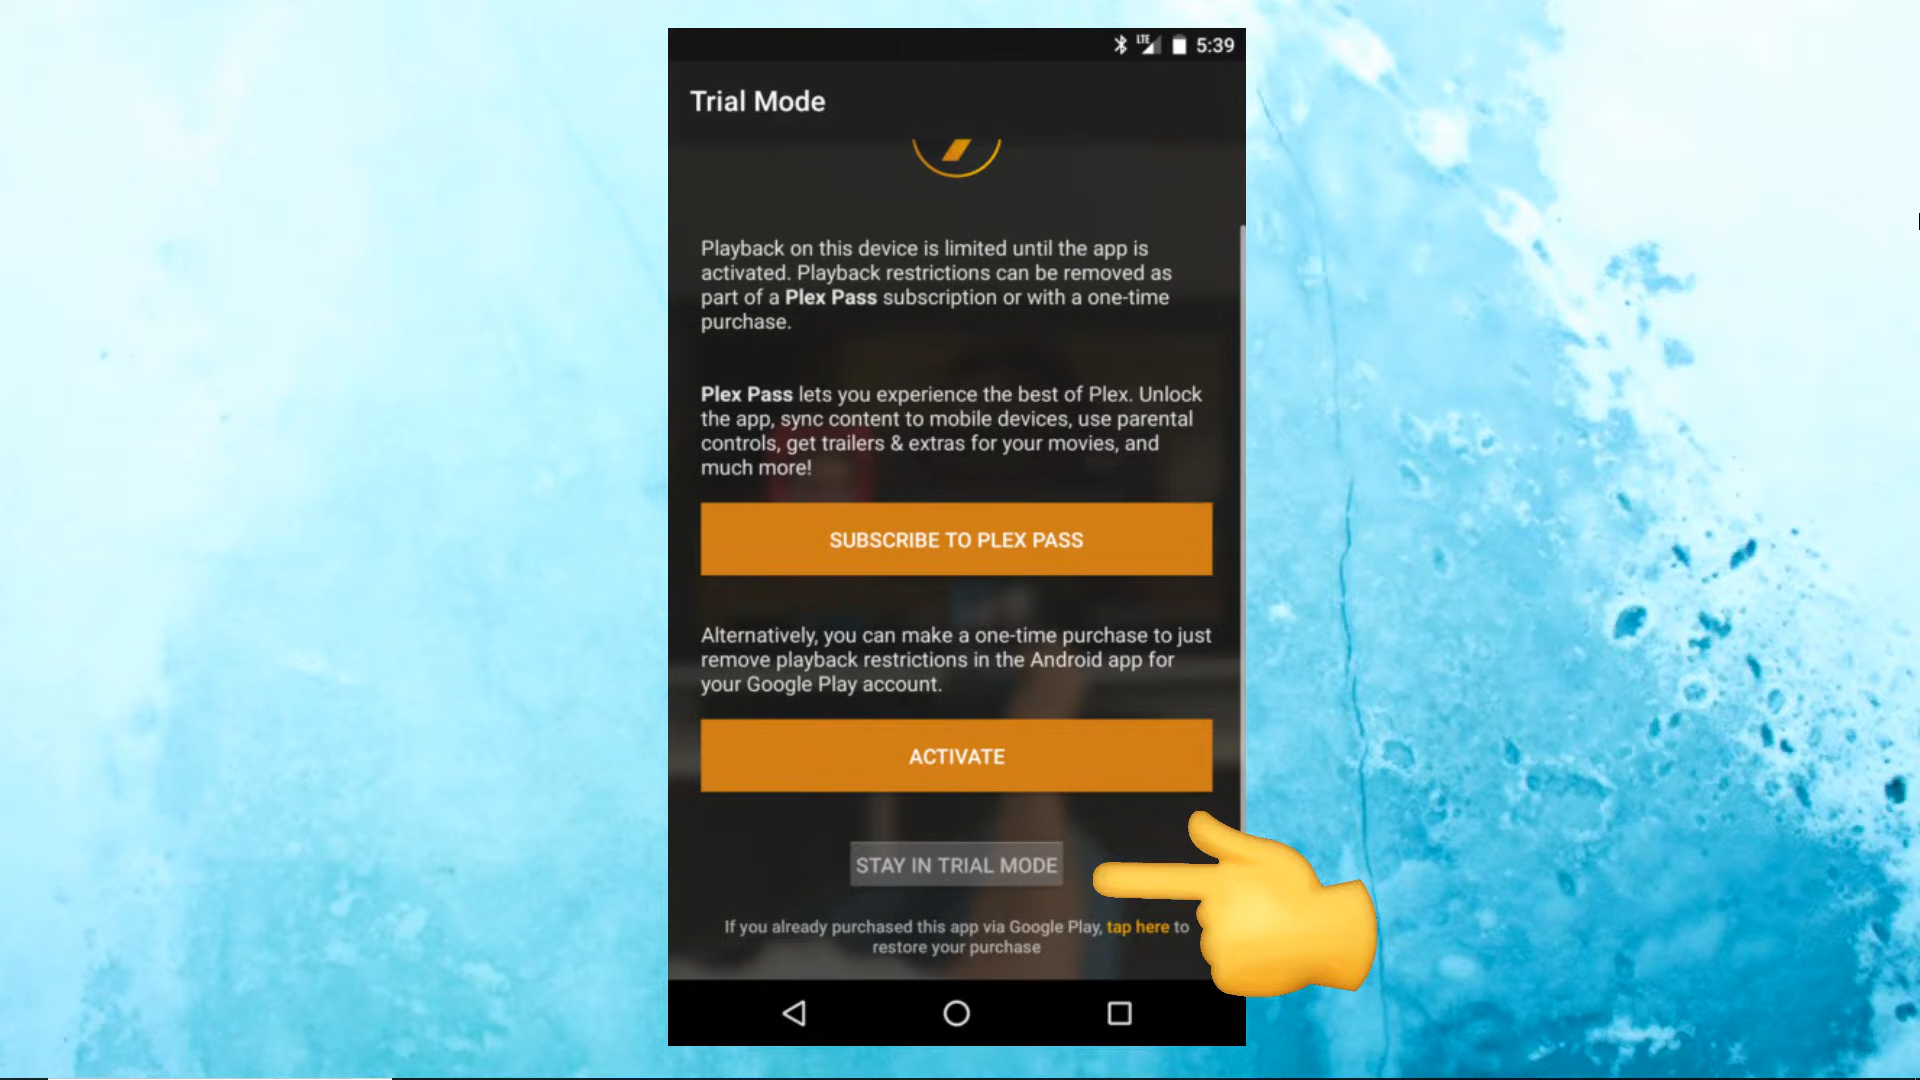 LTE 5:39
Trial Mode
Playback on this device is limited until the app is
activated. Playback restrictions can be removed as
part of a Plex Pass subscription or with a one-time
purchase.
Plex Pass lets you experience the best of Plex. Unlock
the app, sync content to mobile devices, use parental
controls, get trailers & extras for your movies, and
much more!
SUBSCRIBE TO PLEX PASS
Alternatively, you can make a one-time purchase to just
remove playback restrictions in the Android app for
your Google Play account.
ACTIVATE
STAY IN TRIAL MODE
If you already purchased this app via Google Play, tap here to
restore your purchase